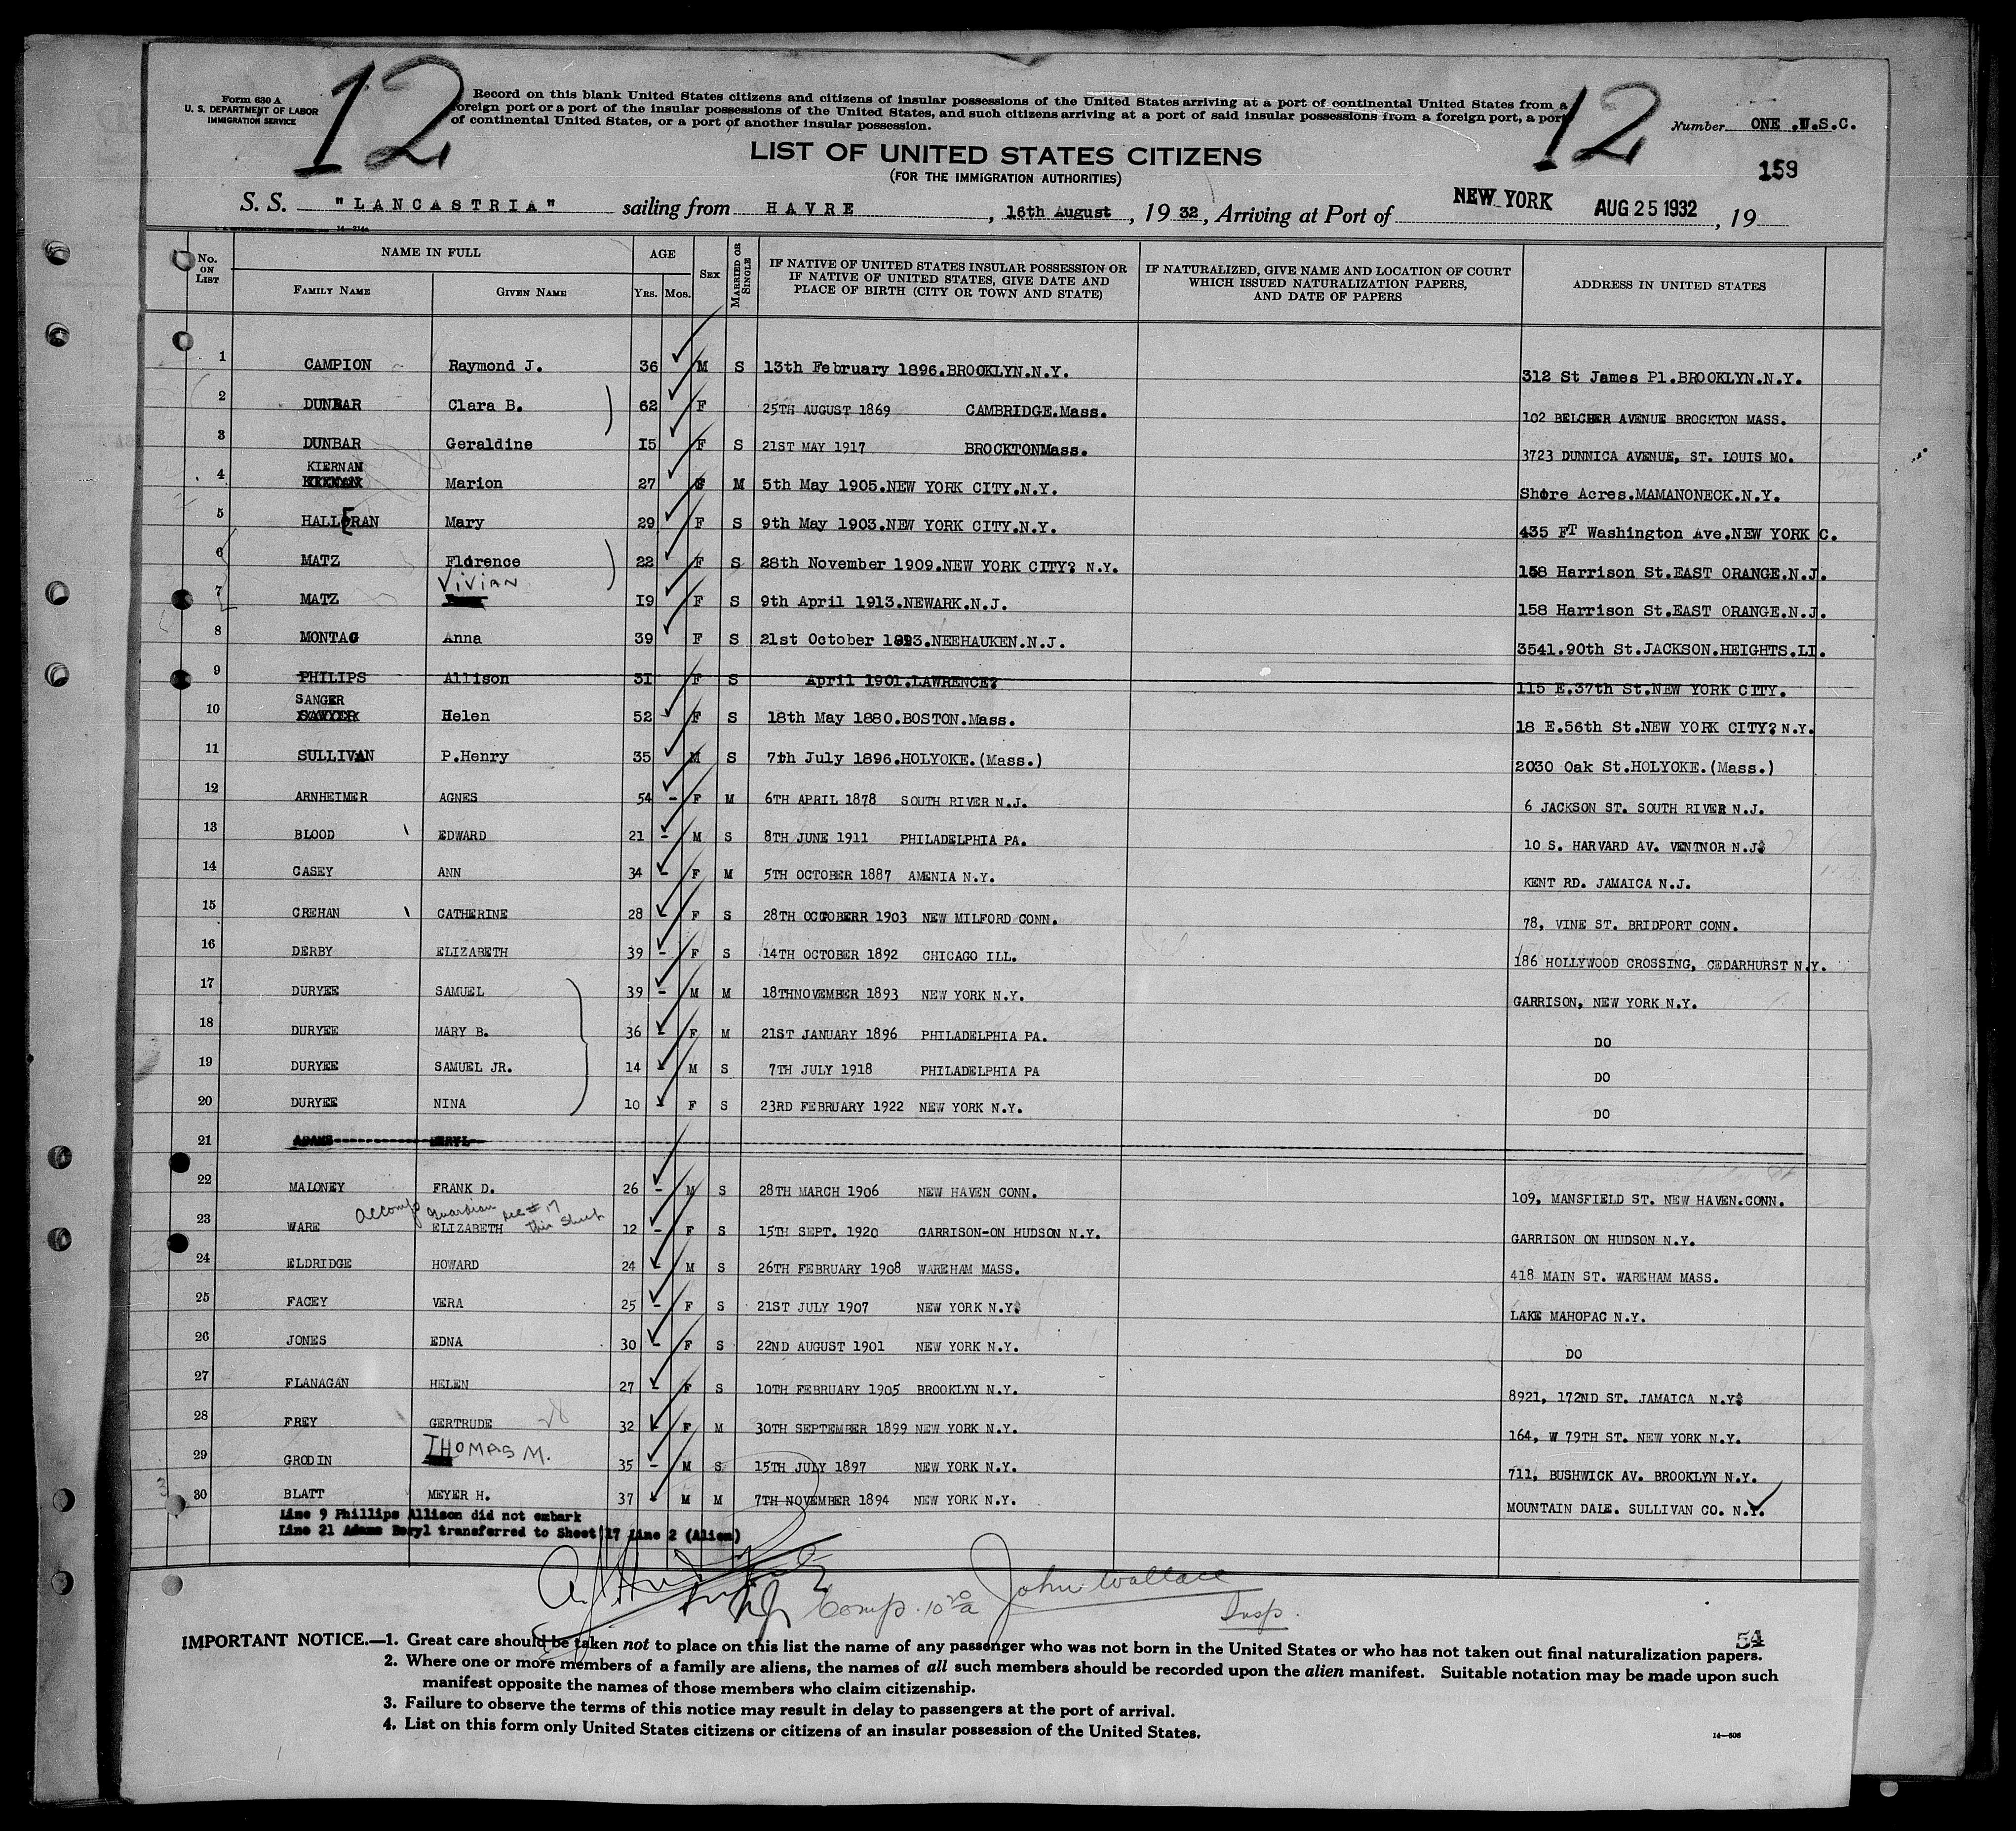 Form 630 A
U. S. DEPARTMENT OF LABOR
IMMIGRATION SERVICE
12
Record on this blank United States citizens and citizens of insular possessions of the United States arriving at a port of continental United States from a
foreign port or a port of the insular possessions of the United States, and such citizens arriving at a port of said insular possessions from a foreign port, a port
of continental United States, or a port of another insular possession.
12
Number ONE .U.S.C.
LIST OF UNITED STATES CITIZENS
(FOR THE IMMIGRATION AUTHORITIES)
159
S. S. "LANCASTRIA" sailing from HAVRE, 16th August, 1932, Arriving at Port of NEW YORK AUG 25 1932, 19
No. ON LIST NAME IN FULL AGE SEX MARRIED OR SINGLE IF NATIVE OF UNITED STATES INSULAR POSSESSION OR IF NATIVE OF UNITED STATES, GIVE DATE AND PLACE OF BIRTH (CITY OR TOWN AND STATE) IF NATURALIZED, GIVE NAME AND LOCATION OF COURT WHICH ISSUED NATURALIZATION PAPERS, AND DATE OF PAPERS ADDRESS IN UNITED STATES
FAMILY NAME GIVEN NAME Yrs. Mos.
1 CAMPION Raymond J. 36 M S 13th February 1896.BROOKLYN.N.Y. 312 St James Pl.BROOKLYN.N.Y.
2 DUNBAR Clara B. 62 F 25TH AUGUST 1869 CAMBRIDGE.Mass. 102 BELCHER AVENUE BROCKTON MASS.
3 DUNBAR Geraldine 15 F S 21ST MAY 1917 BROCKTONMass. 3723 DUNNICA AVENUE, ST. LOUIS MO.
KIERNAN
4 Marion 27 M 5th May 1905.NEW YORK CITY.N.Y. Shore Acres.MAMANONECK.N.Y.
5 HALLERAN Mary 29 F S 9th May 1903.NEW YORK CITY.N.Y. 435 FT Washington Ave.NEW YORK C.
6 MATZ Florence 22 F S 28th November 1909.NEW YORK CITY? N.Y. 158 Harrison St.EAST ORANGE.N.J.
VIVIAN
7 MATZ 19 F S 9th April 1913.NEWARK.N.J. 158 Harrison St.EAST ORANGE.N.J.
8 MONTAG Anna 39 F S 21st October 1893.NEEHAUKEN.N.J. 3541.90th St.JACKSON.HEIGHTS.LI.
9 PHILIPS Allison 31 F S April 1901.LAWRENCE? 115 E.37th St.NEW YORK CITY.
SANGER
10 SAWYER Helen 52 F S 18th May 1880.BOSTON.Mass. 18 E.56th St.NEW YORK CITY? N.Y.
11 SULLIVAN P.Henry 35 M S 7th July 1896.HOLYOKE.(Mass.) 2030 Oak St.HOLYOKE.(Mass.)
12 ARNHEIMER AGNES 54 - F M 6TH APRIL 1878 SOUTH RIVER N.J. 6 JACKSON ST. SOUTH RIVER N.J.
13 BLOOD EDWARD 21 - M S 8TH JUNE 1911 PHILADELPHIA PA. 10 S. HARVARD AV. VENTNOR N.J.
14 CASEY ANN 34 - F M 5TH OCTOBER 1887 AMENIA N.Y. KENT RD. JAMAICA N.J.
15 CREHAN CATHERINE 28 - F S 28TH OCTOBERR 1903 NEW MILFORD CONN. 78, VINE ST. BRIDPORT CONN.
16 DERBY ELIZABETH 39 - F S 14TH OCTOBER 1892 CHICAGO ILL. 186 HOLLYWOOD CROSSING, CEDARHURST N.Y.
17 DURYEE SAMUEL 39 - M M 18THNOVEMBER 1893 NEW YORK N.Y. GARRISON, NEW YORK N.Y.
18 DURYEE MARY B. 36 - F M 21ST JANUARY 1896 PHILADELPHIA PA. DO
19 DURYEE SAMUEL JR. 14 - M S 7TH JULY 1918 PHILADELPHIA PA DO
20 DURYEE NINA 10 - F S 23RD FEBRUARY 1922 NEW YORK N.Y. DO
21 ADAMS BERYL
22 MALONEY FRANK D. 26 - M S 28TH MARCH 1906 NEW HAVEN CONN. 109, MANSFIELD ST. NEW HAVEN.CONN.
accomp guardian see # 17 this sheet
23 WARE ELIZABETH 12 - F S 15TH SEPT. 1920 GARRISON-ON HUDSON N.Y. GARRISON ON HUDSON N.Y.
24 ELDRIDGE HOWARD 24 - M S 26TH FEBRUARY 1908 WAREHAM MASS. 418 MAIN ST. WAREHAM MASS.
25 FACEY VERA 25 - F S 21ST JULY 1907 NEW YORK N.Y. LAKE MAHOPAC N.Y.
26 JONES EDNA 30 - F S 22ND AUGUST 1901 NEW YORK N.Y. DO
27 FLANAGAN HELEN 27 - F S 10TH FEBRUARY 1905 BROOKLYN N.Y. 8921, 172ND ST. JAMAICA N.Y.
28 FREY GERTRUDE 32 - F M 30TH SEPTEMBER 1899 NEW YORK N.Y. 164, W 79TH ST. NEW YORK N.Y.
THOMAS M.
29 GRODIN 35 - M S 15TH JULY 1897 NEW YORK N.Y. 711, BUSHWICK AV. BROOKLYN N.Y.
30 BLATT MEYER H. 37 - M M 7TH NOVEMBER 1894 NEW YORK N.Y. MOUNTAIN DALE. SULLIVAN CO. N.Y.
Line 9 Phillips Allison did not embark
Line 21 Adams Beryl transferred to Sheet 17 Line 2 (Alien)
Comp. 10 20 a John Wallace
Insp.
54
IMPORTANT NOTICE.—1. Great care should be taken not to place on this list the name of any passenger who was not born in the United States or who has not taken out final naturalization papers.
2. Where one or more members of a family are aliens, the names of all such members should be recorded upon the alien manifest. Suitable notation may be made upon such
manifest opposite the names of those members who claim citizenship.
3. Failure to observe the terms of this notice may result in delay to passengers at the port of arrival.
4. List on this form only United States citizens or citizens of an insular possession of the United States.
14—608